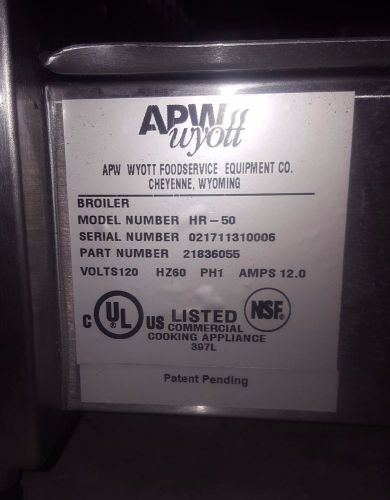 APW
wyott
APW WYOTT FOODSERVICE EQUIPMENT CO.
CHEYENNE, WYOMING
BROILER
MODEL NUMBER HR-50
SERIAL NUMBER 021711310006
PART NUMBER 21836055
VOLTS120 HZ60 PH1 AMPS 12.0
C UL US LISTED NSF
COMMERCIAL
COOKING APPLIANCE
397L
Patent Pending